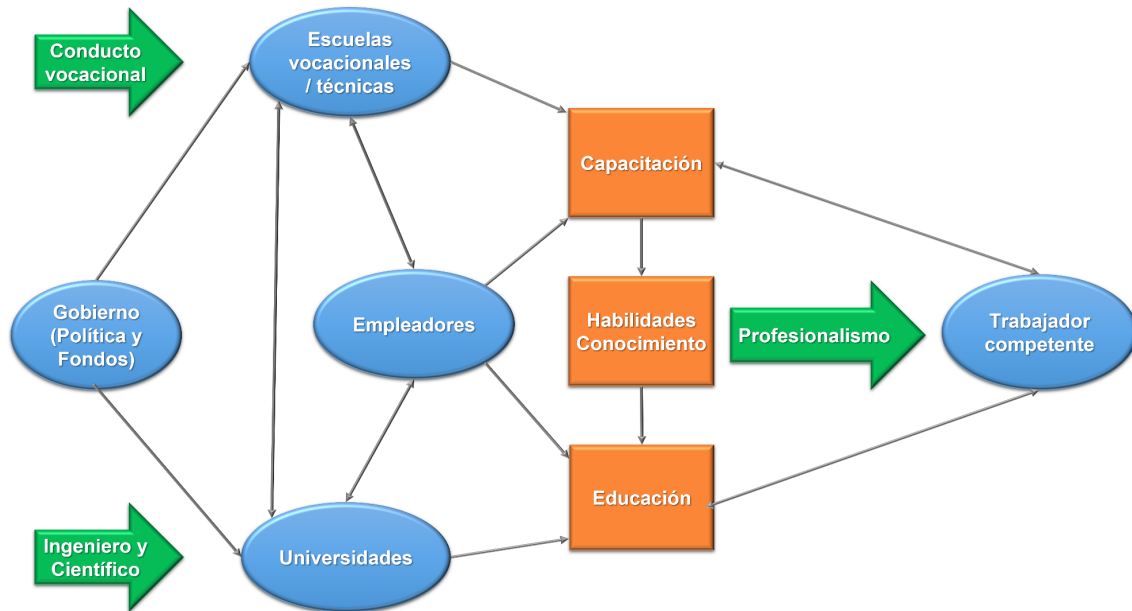 Conducto
vocacional
Escuelas
vocacionales
/ técnicas
Capacitación
Gobierno
(Política y
Fondos)
Empleadores
Habilidades
Conocimiento
Profesionalismo
Trabajador
competente
Educación
Ingeniero y
Científico
Universidades